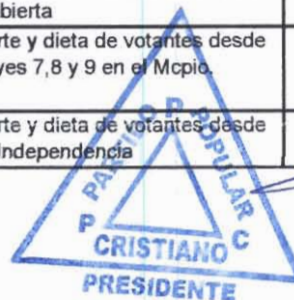 bierta
rte y dieta de votantes desde
yes 7,8 y 9 en el Mcpio.
rte y dieta de votantes desde
Independencia
PARTIDO POPULAR
P
P C
CRISTIANO
PRESIDENTE